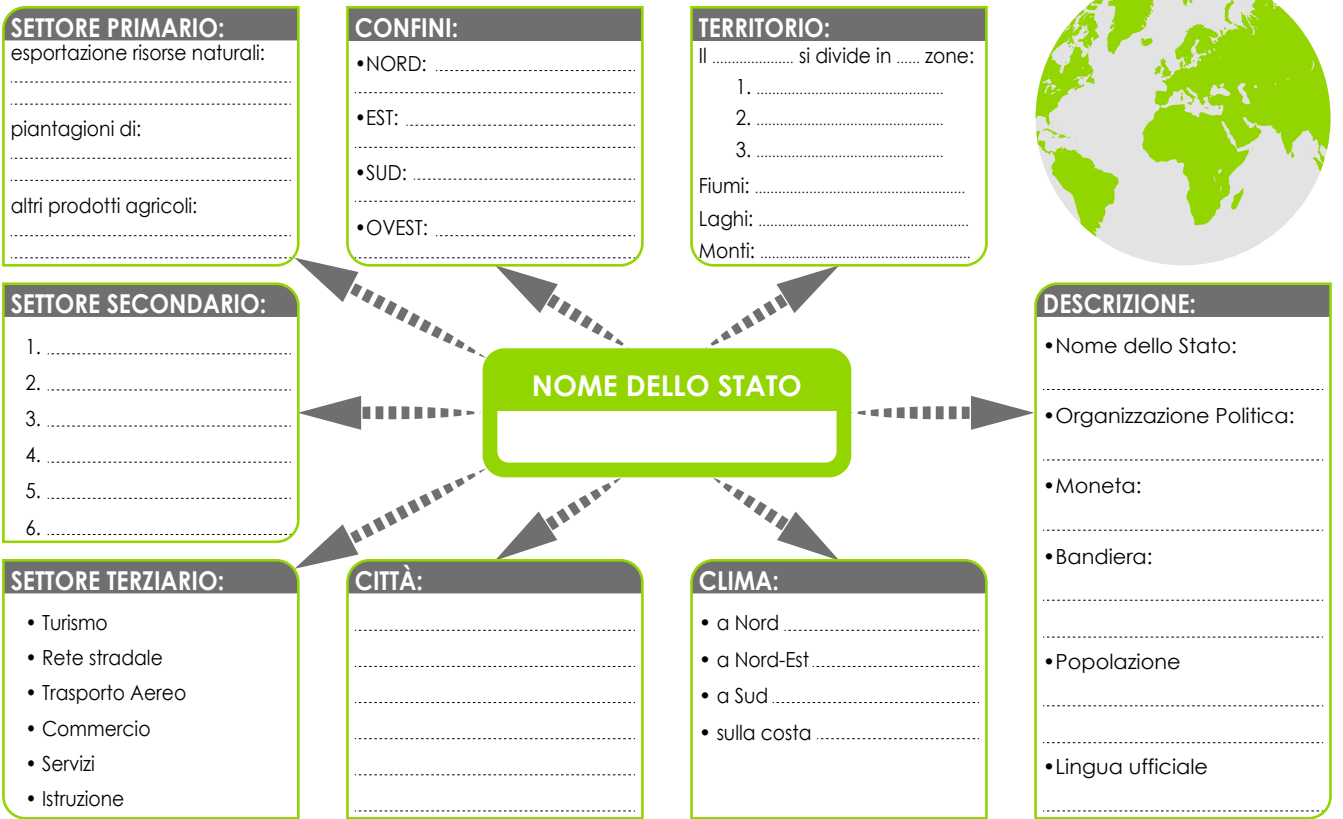 SETTORE PRIMARIO:
esportazione risorse naturali:
piantagioni di:
altri prodotti agricoli:
CONFINI:
•NORD:
•EST:
•SUD:
•OVEST:
TERRITORIO:
Il .................... si divide in ...... zone:
1.
2.
3.
Fiumi:
Laghi:
Monti:
SETTORE SECONDARIO:
1.
2.
3.
4.
5.
6.
NOME DELLO STATO
DESCRIZIONE:
•Nome dello Stato:
•Organizzazione Politica:
•Moneta:
•Bandiera:
•Popolazione
•Lingua ufficiale
SETTORE TERZIARIO:
• Turismo
• Rete stradale
• Trasporto Aereo
• Commercio
• Servizi
• Istruzione
CITTÀ:
CLIMA:
• a Nord
• a Nord-Est
• a Sud
• sulla costa